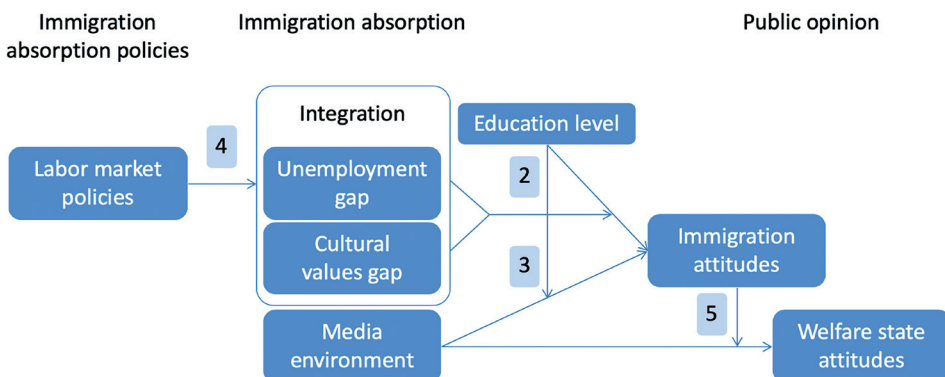 Immigration
absorption policies
Immigration absorption
Public opinion
Integration
Education level
4
Labor market
policies
Unemployment
gap
2
Cultural
values gap
3
Immigration
attitudes
5
Media
environment
Welfare state
attitudes